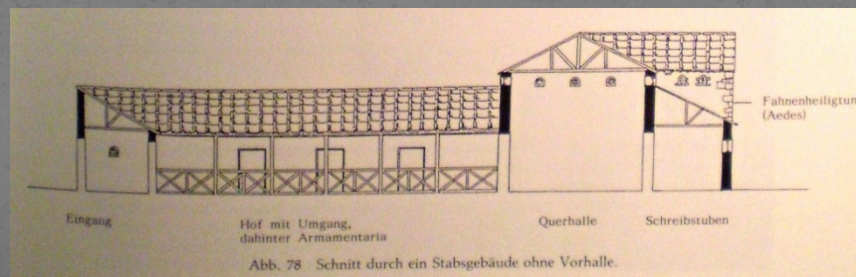 Fahnenheiligtum
(Aedes)
Eingang
Hof mit Umgang,
dahinter Armamentaria
Querhalle
Schreibstuben
Abb. 78 Schnitt durch ein Stabsgebäude ohne Vorhalle.